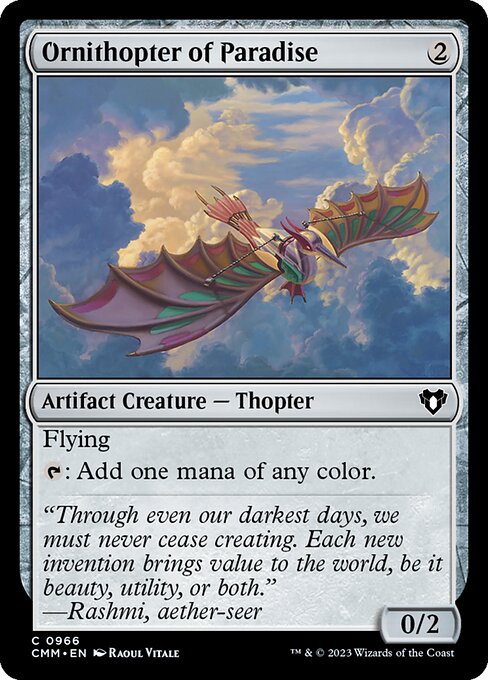 Ornithopter of Paradise 2
Artifact Creature — Thopter
Flying
: Add one mana of any color.
“Through even our darkest days, we
must never cease creating. Each new
invention brings value to the world, be it
beauty, utility, or both.”
—Rashmi, aether-seer
0/2
C 0966
CMM • EN Raoul Vitale
™ & © 2023 Wizards of the Coast